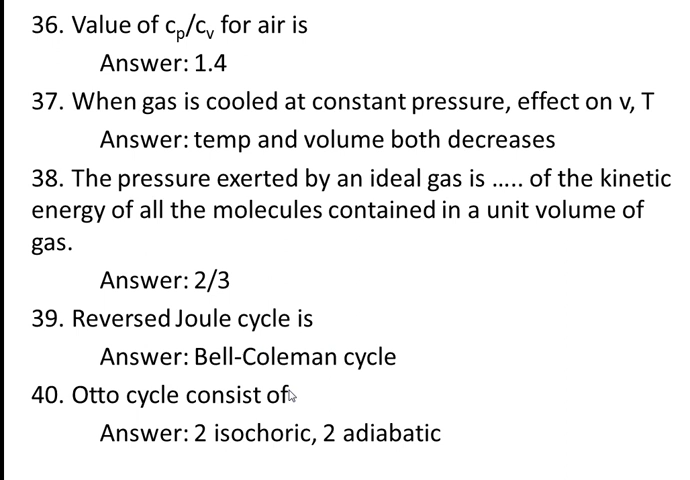 36. Value of cp/cv for air is
Answer: 1.4
37. When gas is cooled at constant pressure, effect on v, T
Answer: temp and volume both decreases
38. The pressure exerted by an ideal gas is ..... of the kinetic
energy of all the molecules contained in a unit volume of
gas.
Answer: 2/3
39. Reversed Joule cycle is
Answer: Bell-Coleman cycle
40. Otto cycle consist of
Answer: 2 isochoric, 2 adiabatic